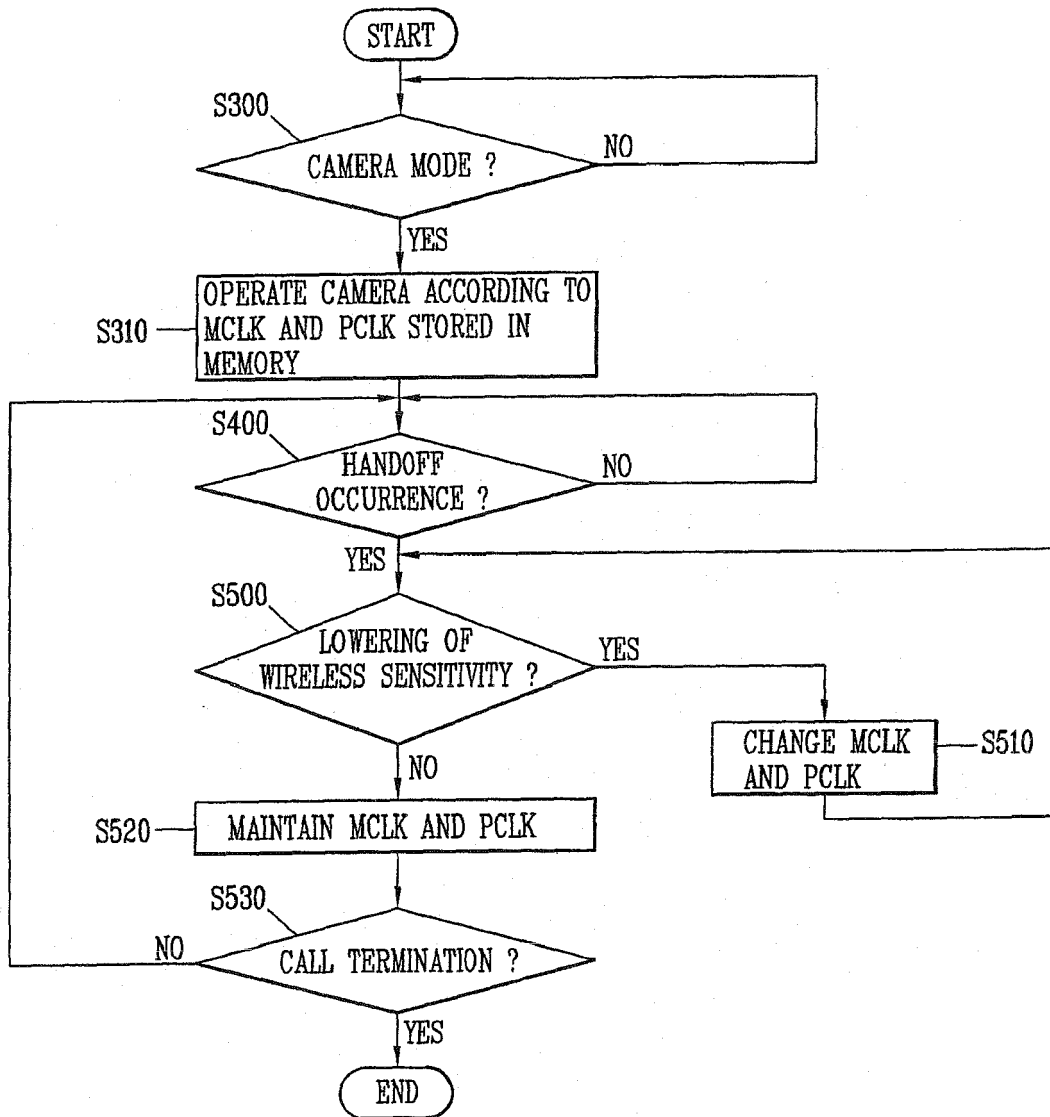 START
S300
CAMERA MODE ?
NO
YES
S310
OPERATE CAMERA ACCORDING TO
MCLK AND PCLK STORED IN
MEMORY
S400
HANDOFF
OCCURRENCE ?
NO
YES
S500
LOWERING OF
WIRELESS SENSITIVITY ?
YES
CHANGE MCLK
AND PCLK
S510
NO
S520
MAINTAIN MCLK AND PCLK
S530
NO
CALL TERMINATION ?
YES
END